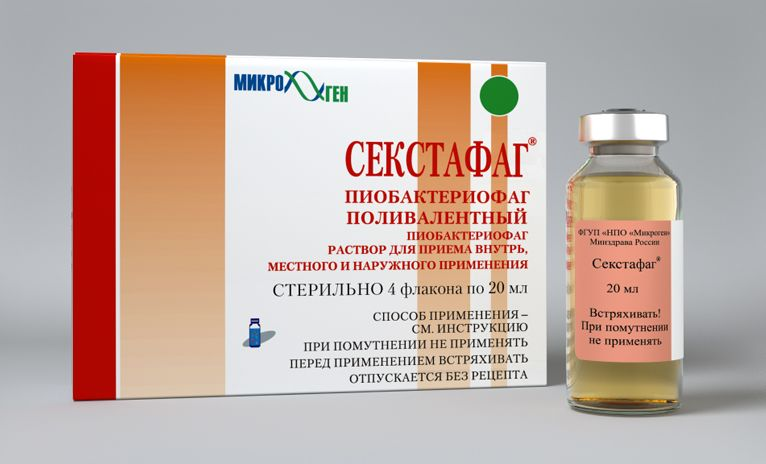 МИКРОГЕН
СЕКСТАФАГ®
ПИОБАКТЕРИОФАГ
ПОЛИВАЛЕНТНЫЙ
ПИОБАКТЕРИОФАГ
РАСТВОР ДЛЯ ПРИЕМА ВНУТРЬ,
МЕСТНОГО И НАРУЖНОГО ПРИМЕНЕНИЯ
СТЕРИЛЬНО 4 флакона по 20 мл
СПОСОБ ПРИМЕНЕНИЯ –
СМ. ИНСТРУКЦИЮ
ПРИ ПОМУТНЕНИИ НЕ ПРИМЕНЯТЬ
ПЕРЕД ПРИМЕНЕНИЕМ ВСТРЯХИВАТЬ
ОТПУСКАЕТСЯ БЕЗ РЕЦЕПТА
ФГУП «НПО «Микроген»
Минздрава России
Секстафаг®
20 мл
Встряхивать!
При помутнении
не применять